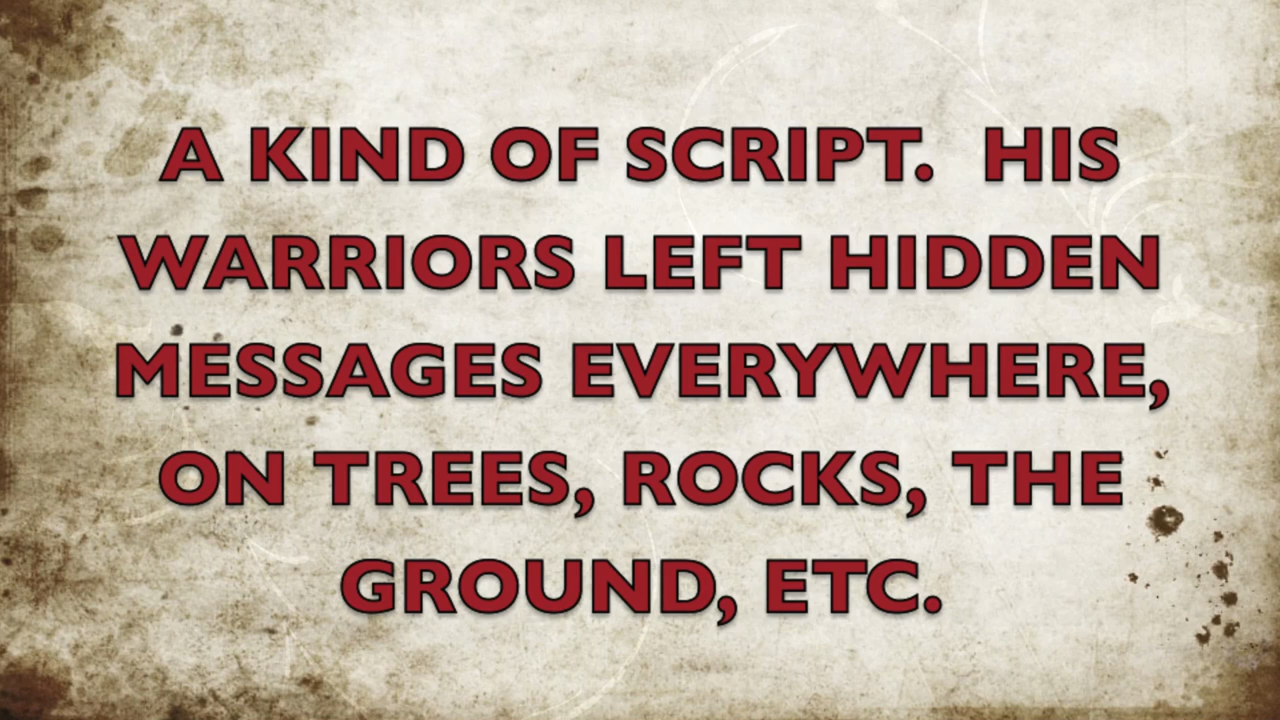 A KIND OF SCRIPT.  HIS
WARRIORS LEFT HIDDEN
MESSAGES EVERYWHERE,
ON TREES, ROCKS, THE
GROUND, ETC.